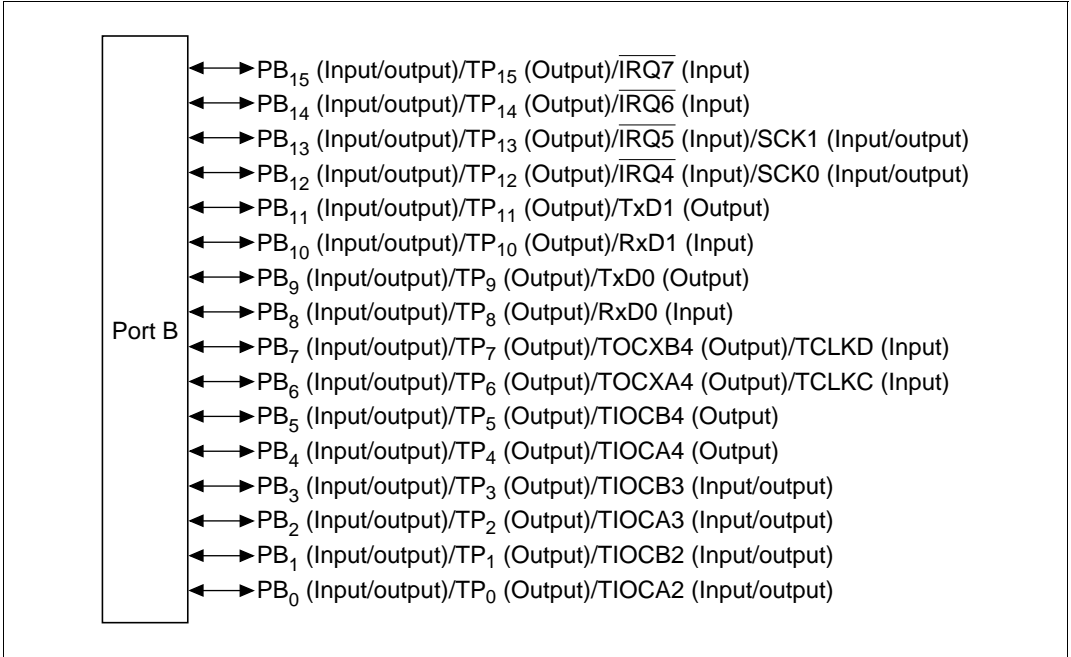 PB₁₅ (Input/output)/TP₁₅ (Output)/I̅R̅Q̅7̅ (Input)
PB₁₄ (Input/output)/TP₁₄ (Output)/I̅R̅Q̅6̅ (Input)
PB₁₃ (Input/output)/TP₁₃ (Output)/I̅R̅Q̅5̅ (Input)/SCK1 (Input/output)
PB₁₂ (Input/output)/TP₁₂ (Output)/I̅R̅Q̅4̅ (Input)/SCK0 (Input/output)
PB₁₁ (Input/output)/TP₁₁ (Output)/TxD1 (Output)
PB₁₀ (Input/output)/TP₁₀ (Output)/RxD1 (Input)
PB₉ (Input/output)/TP₉ (Output)/TxD0 (Output)
PB₈ (Input/output)/TP₈ (Output)/RxD0 (Input)
Port B
PB₇ (Input/output)/TP₇ (Output)/TOCXB4 (Output)/TCLKD (Input)
PB₆ (Input/output)/TP₆ (Output)/TOCXA4 (Output)/TCLKC (Input)
PB₅ (Input/output)/TP₅ (Output)/TIOCB4 (Output)
PB₄ (Input/output)/TP₄ (Output)/TIOCA4 (Output)
PB₃ (Input/output)/TP₃ (Output)/TIOCB3 (Input/output)
PB₂ (Input/output)/TP₂ (Output)/TIOCA3 (Input/output)
PB₁ (Input/output)/TP₁ (Output)/TIOCB2 (Input/output)
PB₀ (Input/output)/TP₀ (Output)/TIOCA2 (Input/output)